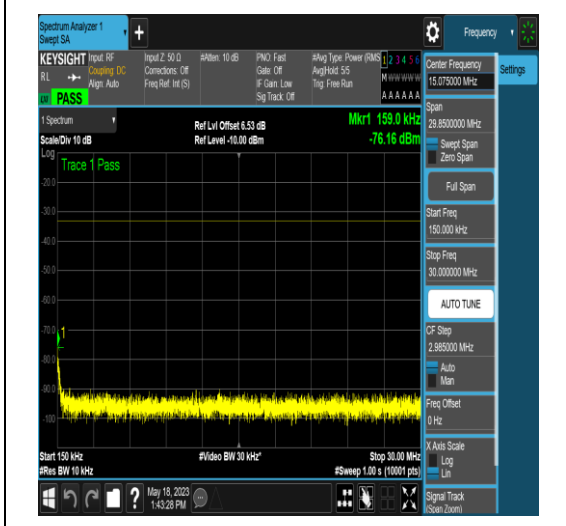 Spectrum Analyzer 1
Swept SA
+
Frequency
KEYSIGHT
RL
PASS
Input: RF
Coupling: DC
Align: Auto
Input Z: 50 Ω
Corrections: Off
Freq Ref: Int (S)
#Atten: 10 dB
PNO: Fast
Gate: Off
IF Gain: Low
Sig Track: Off
#Avg Type: Power (RMS
Avg|Hold: 5/5
Trig: Free Run
1 2 3 4 5 6
M W W W W W
A A A A A A
Center Frequency
15.075000 MHz
Settings
Span
29.8500000 MHz
Swept Span
Zero Span
Full Span
Start Freq
150.000 kHz
Stop Freq
30.000000 MHz
AUTO TUNE
CF Step
2.985000 MHz
Auto
Man
Freq Offset
0 Hz
X Axis Scale
Log
Lin
Signal Track
(Span Zoom)
1 Spectrum
Scale/Div 10 dB
Ref Lvl Offset 6.53 dB
Ref Level -10.00 dBm
Mkr1 159.0 kHz
-76.16 dBm
Log
Trace 1 Pass
-20.0
-30.0
-40.0
-50.0
-60.0
-70.0
1
-80.0
-90.0
-100
Start 150 kHz
#Video BW 30 kHz*
Stop 30.00 MHz
#Res BW 10 kHz
#Sweep 1.00 s (10001 pts)
?
May 18, 2023
1:43:28 PM